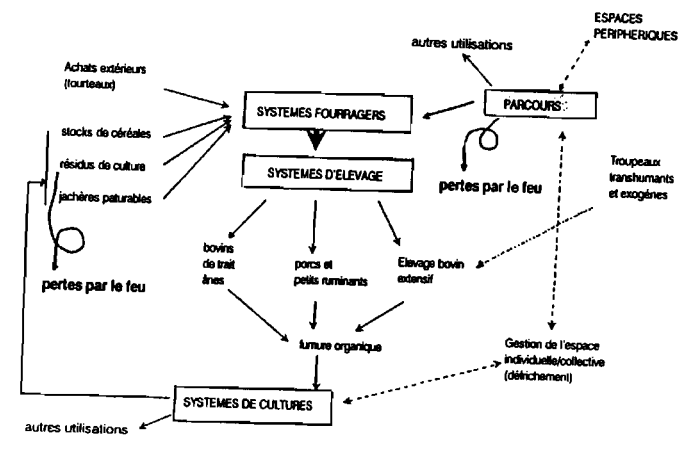 ESPACES
PERIPHERIQUES
autres utilisations
Achats extérieurs
(tourteaux)
SYSTEMES FOURRAGERS
PARCOURS
stocks de céréales
résidus de culture
jachères paturables
SYSTEMES D'ELEVAGE
pertes par le feu
Troupeaux
transhumants
et exogènes
bovins
de trait
ânes
porcs et
petits ruminants
Elevage bovin
extensif
pertes par le feu
fumure organique
Gestion de l'espace
individuelle/collective
(défrichement)
SYSTEMES DE CULTURES
autres utilisations